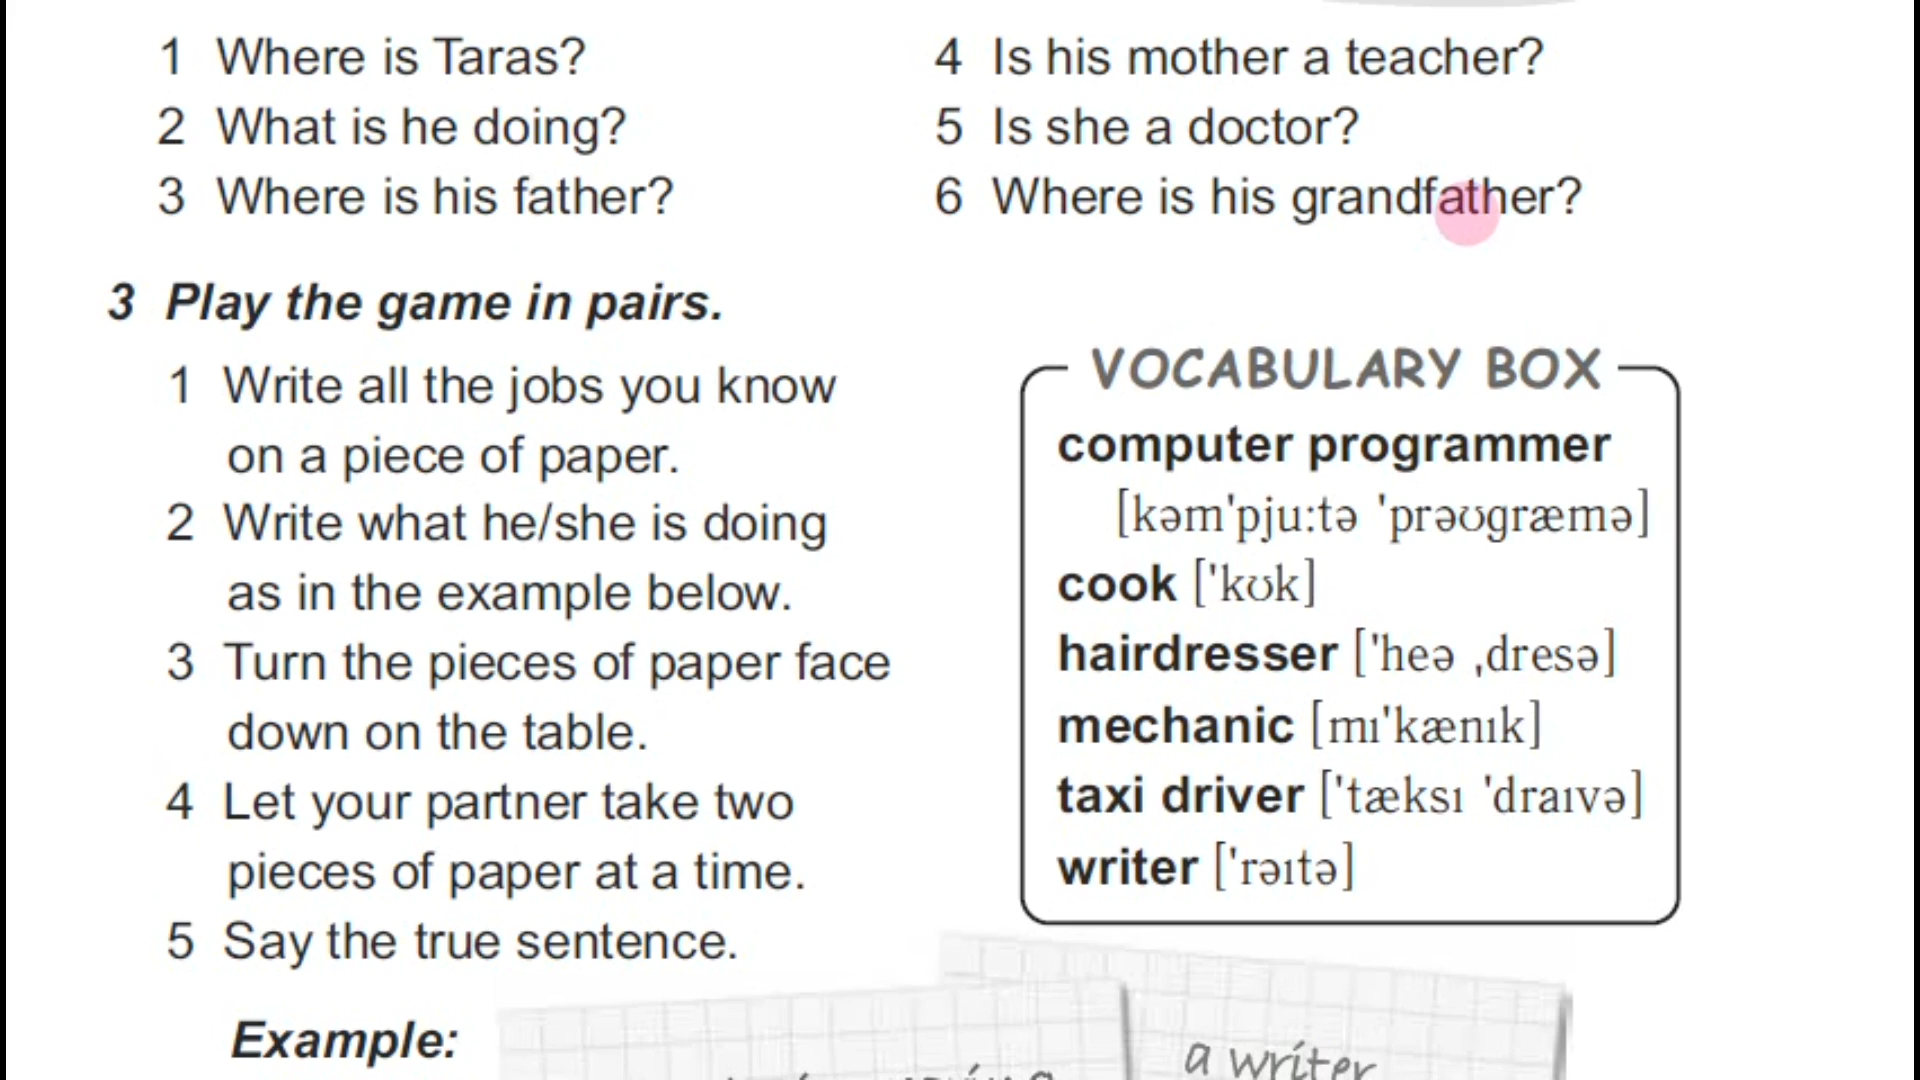 1 Where is Taras?
2 What is he doing?
3 Where is his father?
4 Is his mother a teacher?
5 Is she a doctor?
6 Where is his grandfather?
3 Play the game in pairs.
1 Write all the jobs you know
on a piece of paper.
2 Write what he/she is doing
as in the example below.
3 Turn the pieces of paper face
down on the table.
4 Let your partner take two
pieces of paper at a time.
5 Say the true sentence.
VOCABULARY BOX
computer programmer
[kəm'pju:tə 'prəʊgræmə]
cook ['kʊk]
hairdresser ['heə ˌdresə]
mechanic [mɪ'kænɪk]
taxi driver ['tæksɪ 'draɪvə]
writer ['rəɪtə]
Example:
a writer